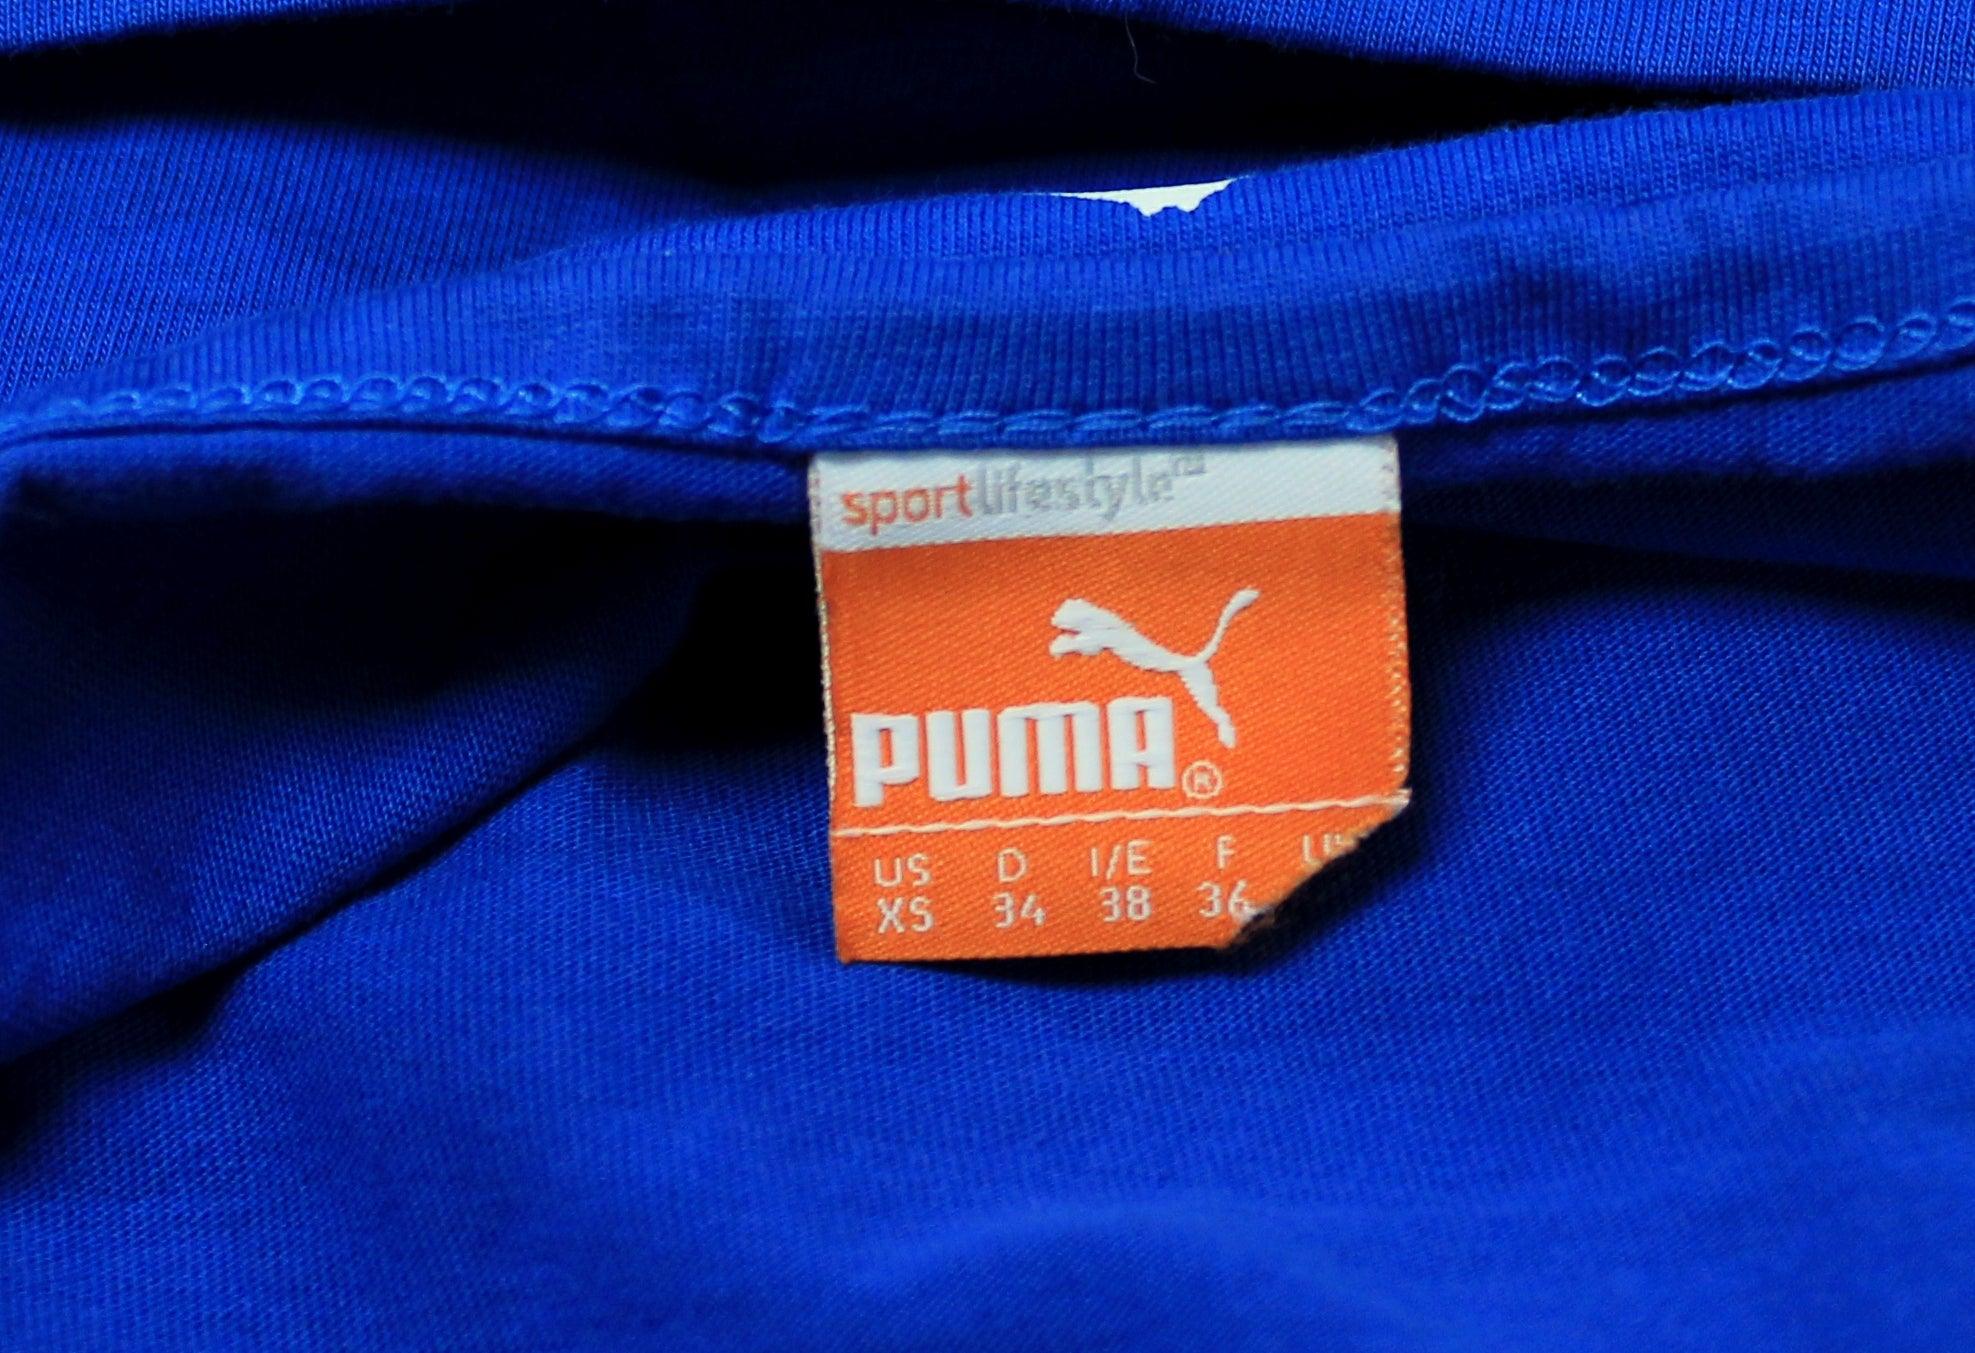 sportlifestyle
PUMA®
US D I/E F
XS 34 38 36